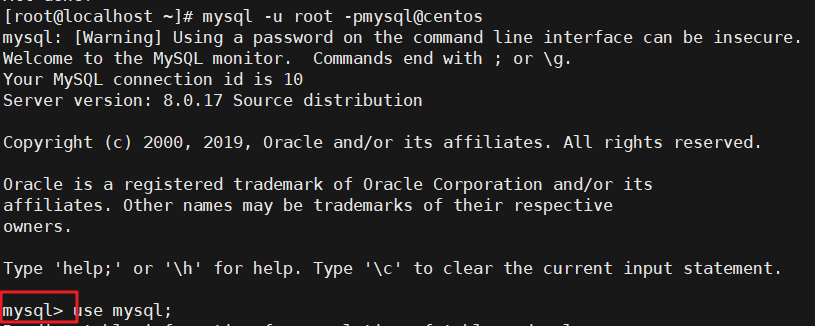 [root@localhost ~]# mysql -u root -pmysql@centos
mysql: [Warning] Using a password on the command line interface can be insecure.
Welcome to the MySQL monitor.  Commands end with ; or \g.
Your MySQL connection id is 10
Server version: 8.0.17 Source distribution
Copyright (c) 2000, 2019, Oracle and/or its affiliates. All rights reserved.
Oracle is a registered trademark of Oracle Corporation and/or its
affiliates. Other names may be trademarks of their respective
owners.
Type 'help;' or '\h' for help. Type '\c' to clear the current input statement.
mysql> use mysql;